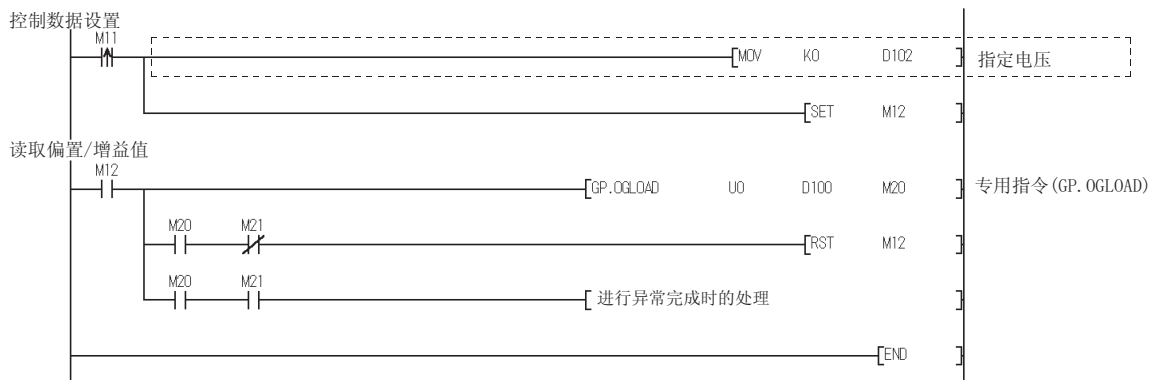 控制数据设置
M11
MOV K0 D102 指定电压
SET M12
读取偏置/增益值
M12
GP.OGLOAD U0 D100 M20 专用指令(GP.OGLOAD)
M20 M21
RST M12
M20 M21
进行异常完成时的处理
END